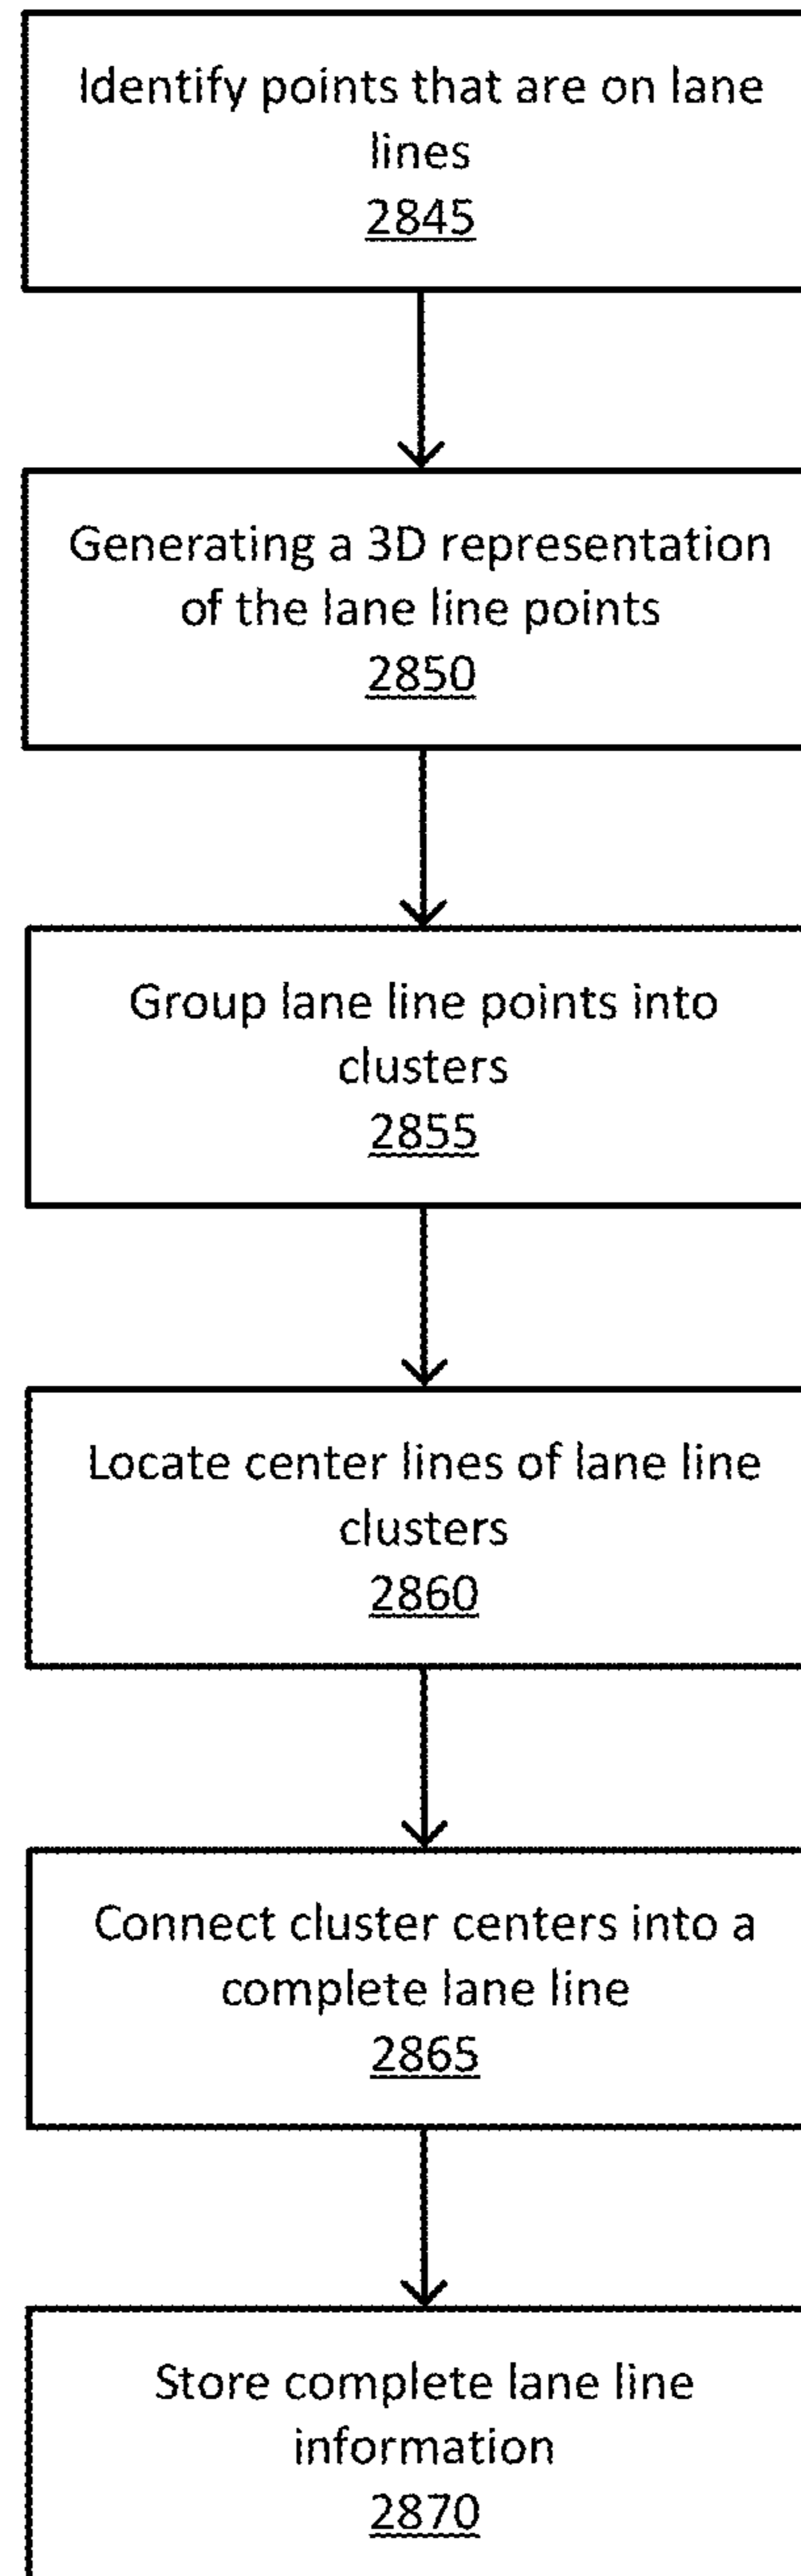 Identify points that are on lane
lines
2845
Generating a 3D representation
of the lane line points
2850
Group lane line points into
clusters
2855
Locate center lines of lane line
clusters
2860
Connect cluster centers into a
complete lane line
2865
Store complete lane line
information
2870